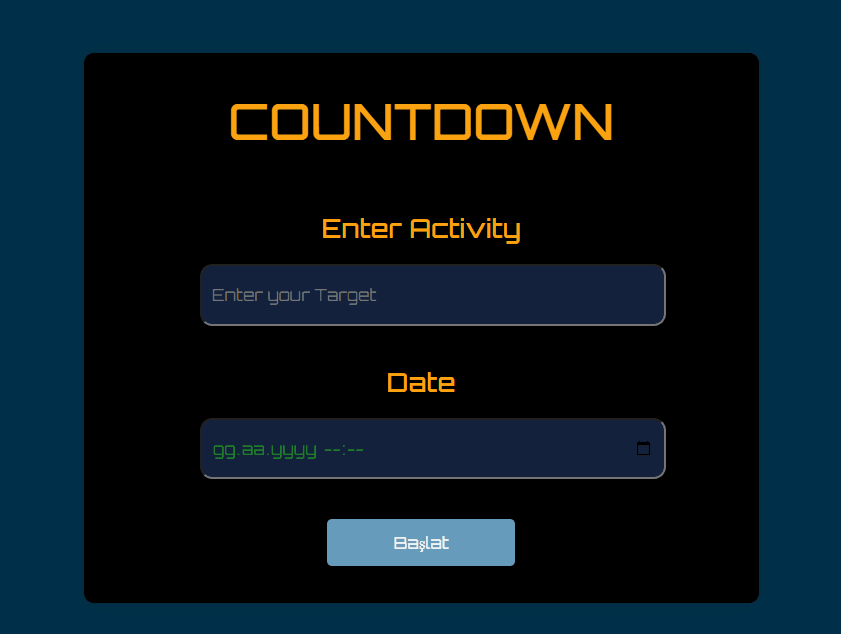 COUNTDOWN
Enter Activity
Enter your Target
Date
gg.aa.yyyy --:--
Başlat